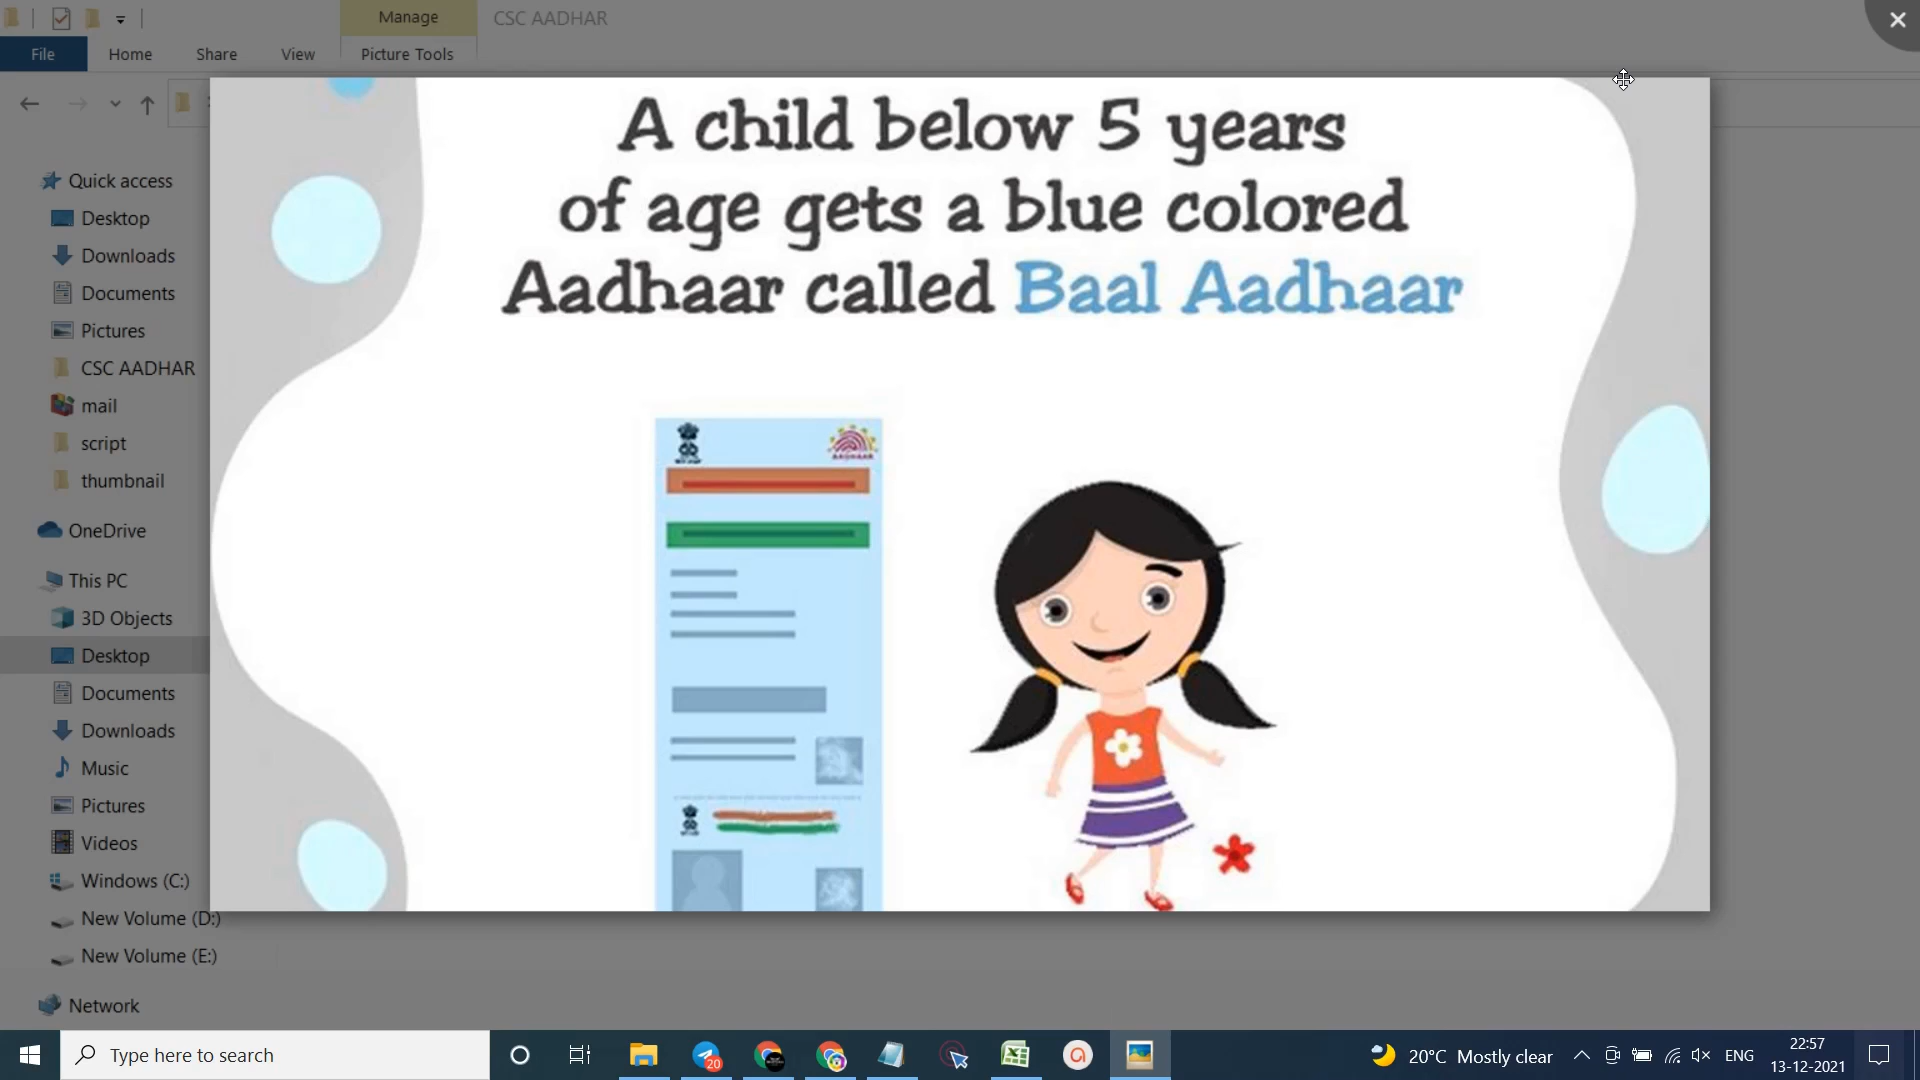 Manage
CSC AADHAR
File
Home
Share
View
Picture Tools
A child below 5 years
of age gets a blue colored
Aadhaar called Baal Aadhaar
AADHAAR
Quick access
Desktop
Downloads
Documents
Pictures
CSC AADHAR
mail
script
thumbnail
OneDrive
This PC
3D Objects
Desktop
Documents
Downloads
Music
Pictures
Videos
Windows (C:)
New Volume (D:)
New Volume (E:)
Network
Type here to search
20
20°C Mostly clear
ENG
22:57
13-12-2021